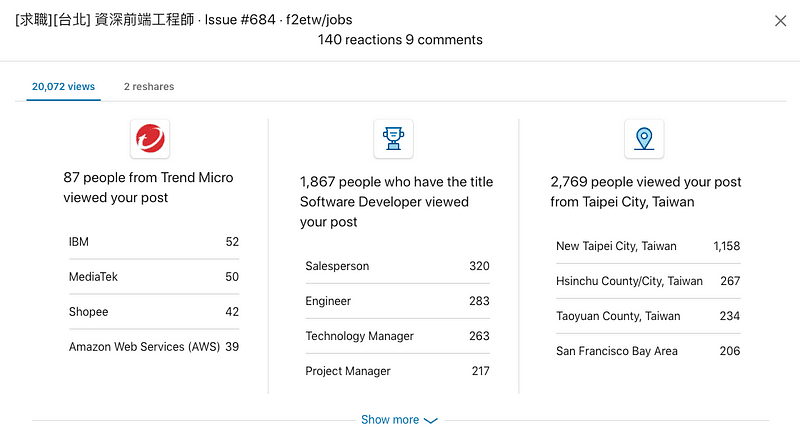 [求職][台北] 資深前端工程師 · Issue #684 · f2etw/jobs
140 reactions 9 comments
20,072 views
2 reshares
87 people from Trend Micro
viewed your post
IBM 52
MediaTek 50
Shopee 42
Amazon Web Services (AWS) 39
1,867 people who have the title
Software Developer viewed
your post
Salesperson 320
Engineer 283
Technology Manager 263
Project Manager 217
2,769 people viewed your post
from Taipei City, Taiwan
New Taipei City, Taiwan 1,158
Hsinchu County/City, Taiwan 267
Taoyuan County, Taiwan 234
San Francisco Bay Area 206
Show more